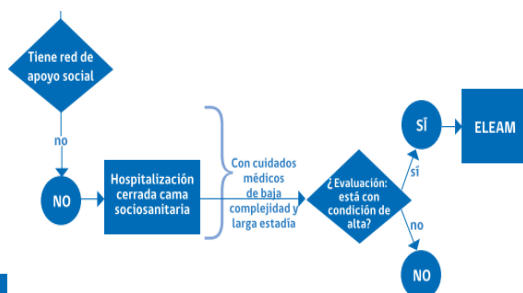 Tiene red de
apoyo social
no
NO
Hospitalización
cerrada cama
sociosanitaria
Con cuidados
médicos
de baja
complejidad y
larga estadía
¿Evaluación:
está con
condición de
alta?
sí
SÍ
ELEAM
no
NO